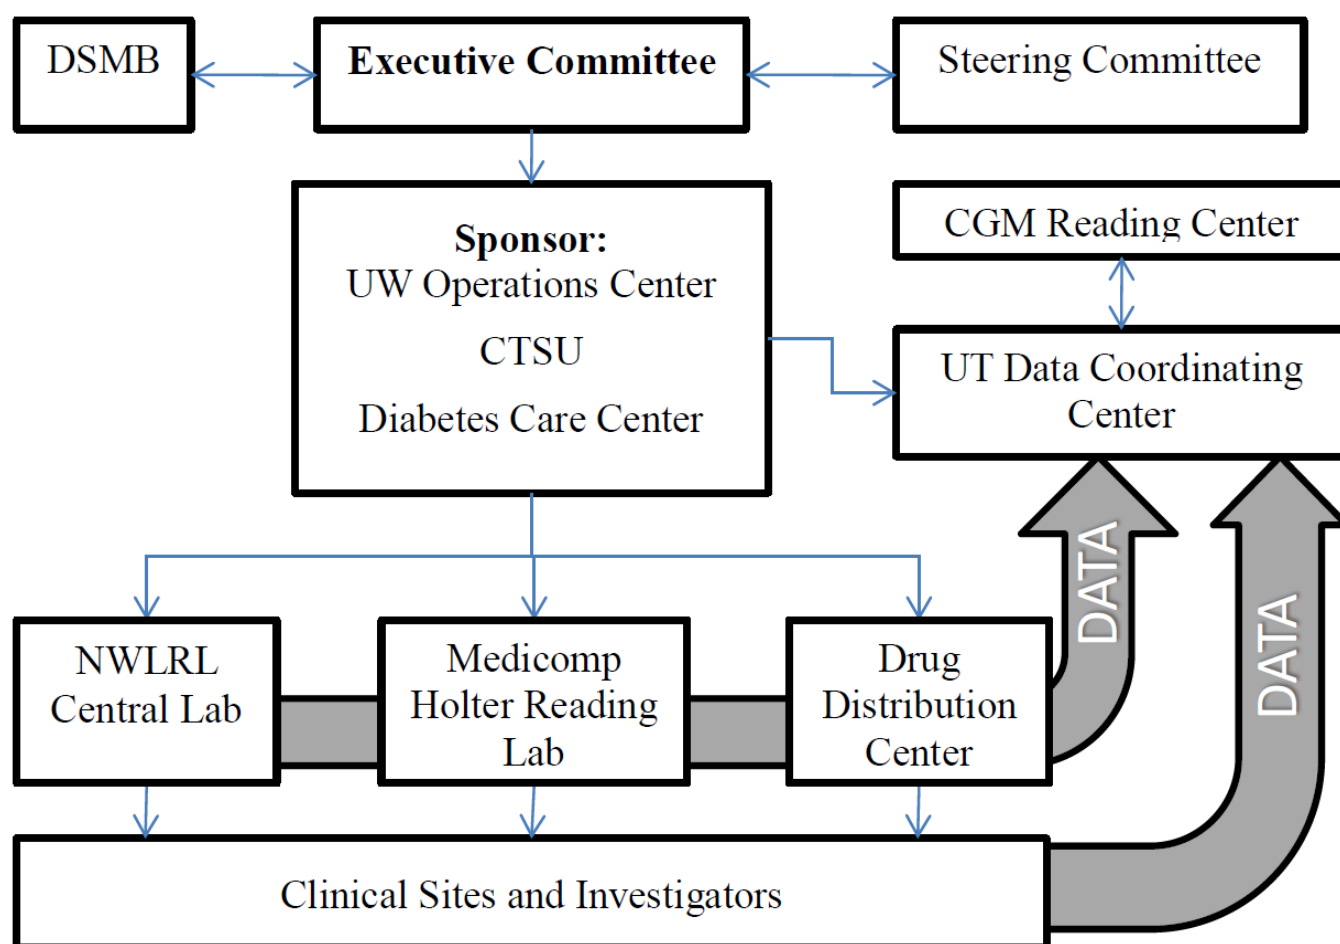 DSMB
Executive Committee
Steering Committee
Sponsor:
UW Operations Center
CTSU
Diabetes Care Center
CGM Reading Center
UT Data Coordinating
Center
DATA
DATA
NWLRL
Central Lab
Medicomp
Holter Reading
Lab
Drug
Distribution
Center
Clinical Sites and Investigators